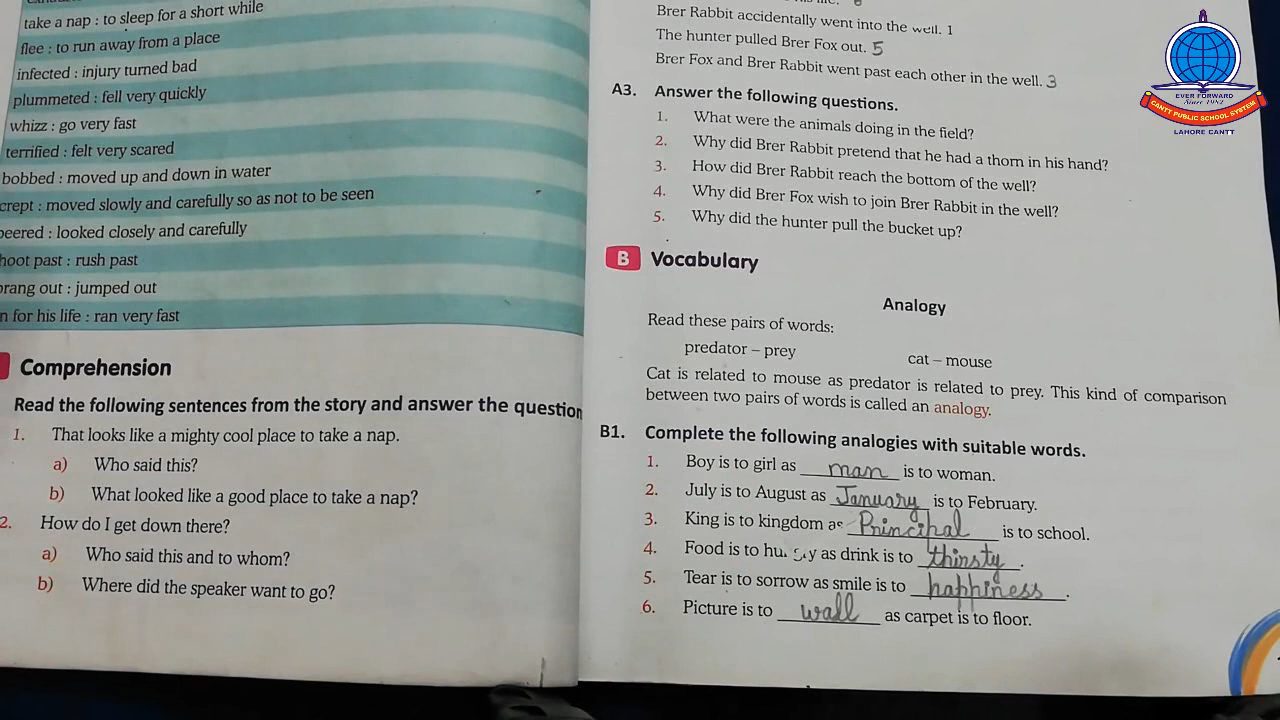 take a nap : to sleep for a short while
flee : to run away from a place
infected : injury turned bad
plummeted : fell very quickly
whizz : go very fast
terrified : felt very scared
bobbed : moved up and down in water
crept : moved slowly and carefully so as not to be seen
peered : looked closely and carefully
hoot past : rush past
rang out : jumped out
n for his life : ran very fast
Comprehension
Read the following sentences from the story and answer the question
1. That looks like a mighty cool place to take a nap.
a) Who said this?
b) What looked like a good place to take a nap?
2. How do I get down there?
a) Who said this and to whom?
b) Where did the speaker want to go?
Brer Rabbit accidentally went into the well. 1
The hunter pulled Brer Fox out. 5
Brer Fox and Brer Rabbit went past each other in the well. 3
A3. Answer the following questions.
1. What were the animals doing in the field?
2. Why did Brer Rabbit pretend that he had a thorn in his hand?
3. How did Brer Rabbit reach the bottom of the well?
4. Why did Brer Fox wish to join Brer Rabbit in the well?
5. Why did the hunter pull the bucket up?
B Vocabulary
Analogy
Read these pairs of words:
predator – prey cat – mouse
Cat is related to mouse as predator is related to prey. This kind of comparison
between two pairs of words is called an analogy.
B1. Complete the following analogies with suitable words.
1. Boy is to girl as man is to woman.
2. July is to August as January is to February.
3. King is to kingdom as Principal is to school.
4. Food is to as drink is to thirsty.
5. Tear is to sorrow as smile is to happiness.
6. Picture is to wall as carpet is to floor.
EVER FORWARD
Since 1982
CANTT PUBLIC SCHOOL SYSTEM
LAHORE CANTT